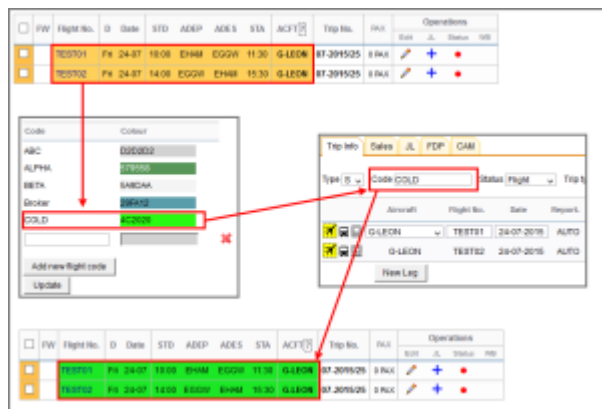 FW Flight No. D Date STD ADEP ADES STA ACFT Trip No. PAX Operations
Edit JL Status WB
TEST01 Fri 24-07 10:00 EHAM EGGW 11:30 G-LEON 07-2015/25 0 PAX
TEST02 Fri 24-07 14:00 EGGW EHAM 15:30 G-LEON 07-2015/25 0 PAX
Code Colour
ABC D2D2D2
ALPHA
BETA
Broker
COLD
Add new flight code
Update
Trip Info Sales JL FDP CAM
Type S Code COLD Status Flight Trip ty
Aircraft Flight No. Date Report.
G-LEON TEST01 24-07-2015 AUTO
G-LEON TEST02 24-07-2015 AUTO
New Leg
FW Flight No. D Date STD ADEP ADES STA ACFT Trip No. PAX Operations
Edit JL Status WB
TEST01 Fri 24-07 10:00 EHAM EGGW 11:30 G-LEON 07-2015/25 0 PAX
TEST02 Fri 24-07 14:00 EGGW EHAM 15:30 G-LEON 07-2015/25 0 PAX